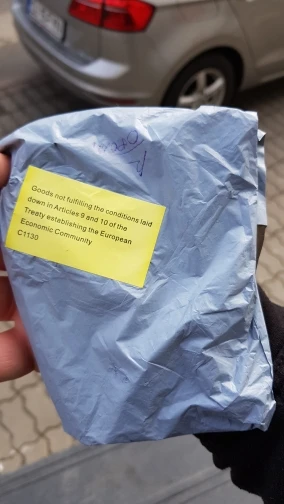 Goods not fulfilling the conditions laid
down in Articles 9 and 10 of the
Treaty establishing the European
Economic Community
C1130